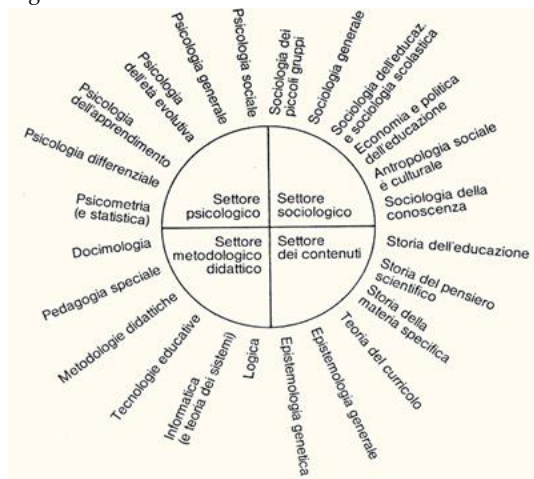 Psicometria
(e statistica)
Psicologia differenziale
Psicologia
dell'apprendimento
Psicologia
dell'età evolutiva
Psicologia generale
Psicologia sociale
Sociologia dei
piccoli gruppi
Sociologia generale
Sociologia dell'educaz.
e sociologia scolastica
Economia e politica
dell'educazione
Antropologia sociale
e culturale
Sociologia della
conoscenza
Settore
psicologico
Settore
sociologico
Settore
metodologico
didattico
Settore
dei contenuti
Storia dell'educazione
Storia del pensiero
scientifico
Storia della
materia specifica
Teoria del curricolo
Epistemologia generale
Epistemologia genetica
Logica
Informatica
(e teoria dei sistemi)
Tecnologie educative
Metodologie didattiche
Pedagogia speciale
Docimologia